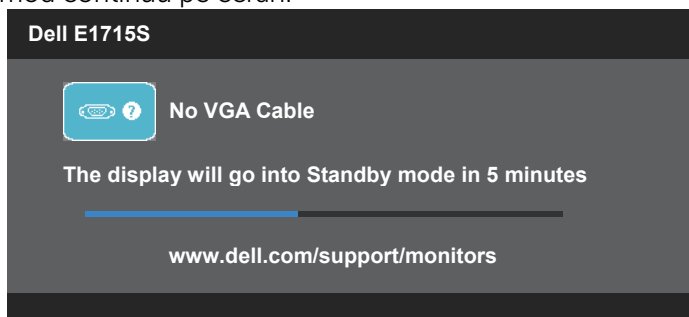 Dell E1715S
No VGA Cable
The display will go into Standby mode in 5 minutes
www.dell.com/support/monitors